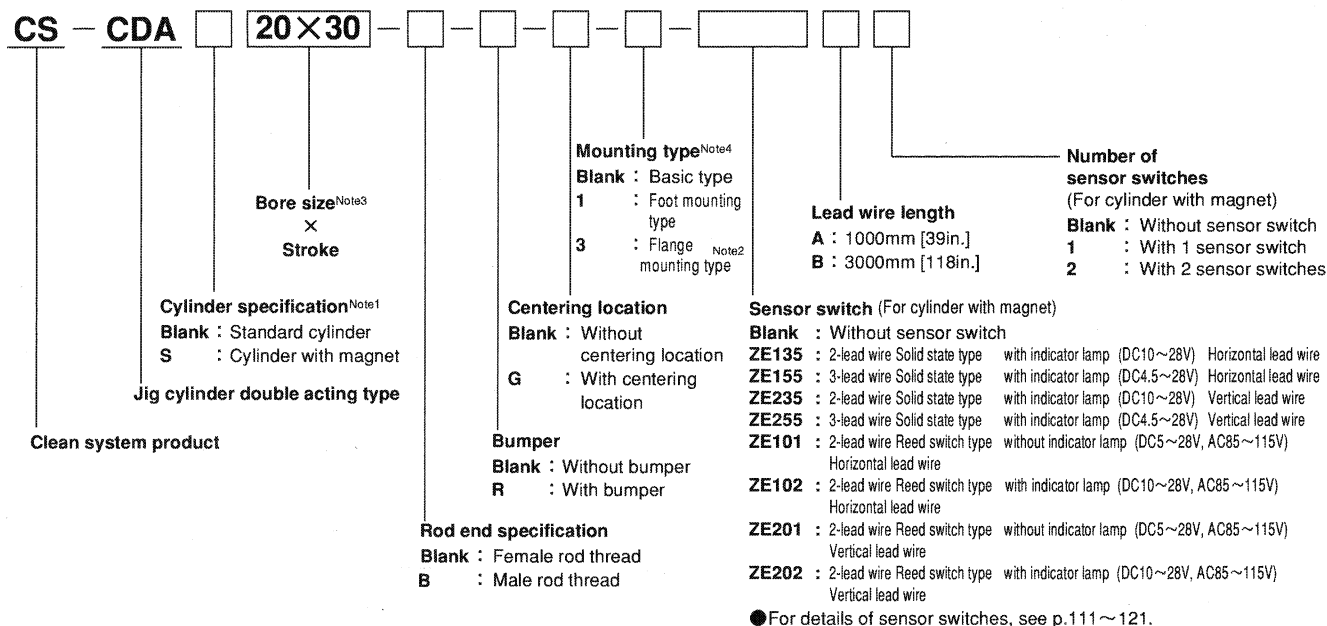 CS - CDA 20×30 - - - - -
Mounting type Note4
Blank : Basic type
1 : Foot mounting
type
3 : Flange Note2
mounting type
Number of
sensor switches
(For cylinder with magnet)
Blank : Without sensor switch
1 : With 1 sensor switch
2 : With 2 sensor switches
Bore size Note3
×
Stroke
Lead wire length
A : 1000mm [39in.]
B : 3000mm [118in.]
Cylinder specification Note1
Blank : Standard cylinder
S : Cylinder with magnet
Centering location
Blank : Without
centering location
G : With centering
location
Sensor switch (For cylinder with magnet)
Blank : Without sensor switch
ZE135 : 2-lead wire Solid state type with indicator lamp (DC10～28V) Horizontal lead wire
ZE155 : 3-lead wire Solid state type with indicator lamp (DC4.5～28V) Horizontal lead wire
ZE235 : 2-lead wire Solid state type with indicator lamp (DC10～28V) Vertical lead wire
ZE255 : 3-lead wire Solid state type with indicator lamp (DC4.5～28V) Vertical lead wire
ZE101 : 2-lead wire Reed switch type without indicator lamp (DC5～28V, AC85～115V)
Horizontal lead wire
ZE102 : 2-lead wire Reed switch type with indicator lamp (DC10～28V, AC85～115V)
Horizontal lead wire
ZE201 : 2-lead wire Reed switch type without indicator lamp (DC5～28V, AC85～115V)
Vertical lead wire
ZE202 : 2-lead wire Reed switch type with indicator lamp (DC10～28V, AC85～115V)
Vertical lead wire
●For details of sensor switches, see p.111～121.
Jig cylinder double acting type
Clean system product
Bumper
Blank : Without bumper
R : With bumper
Rod end specification
Blank : Female rod thread
B : Male rod thread